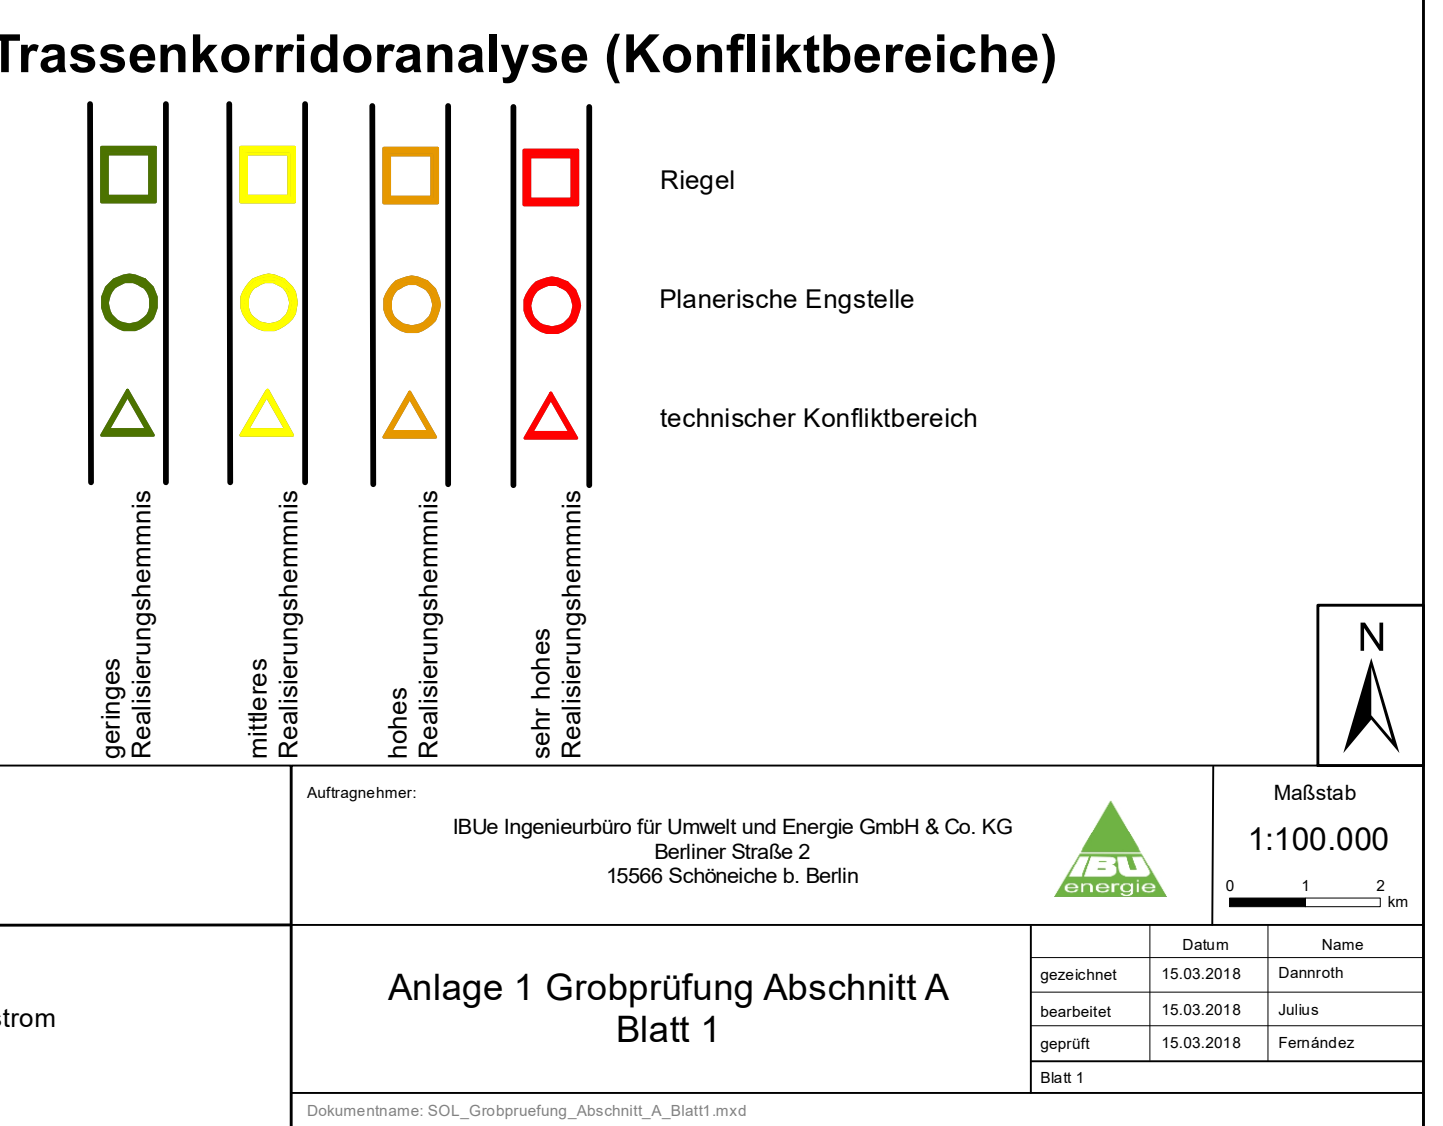 Trassenkorridoranalyse (Konfliktbereiche)
Riegel
Planerische Engstelle
technischer Konfliktbereich
geringes
Realisierungshemmnis
mittleres
Realisierungshemmnis
hohes
Realisierungshemmnis
sehr hohes
Realisierungshemmnis
N
Auftragnehmer:
IBUe Ingenieurbüro für Umwelt und Energie GmbH & Co. KG
Berliner Straße 2
15566 Schöneiche b. Berlin
IBU
energie
Maßstab
1:100.000
0 1 2
km
strom
Anlage 1 Grobprüfung Abschnitt A
Blatt 1
Datum Name
gezeichnet 15.03.2018 Dannroth
bearbeitet 15.03.2018 Julius
geprüft 15.03.2018 Fernández
Blatt 1
Dokumentname: SOL_Grobpruefung_Abschnitt_A_Blatt1.mxd